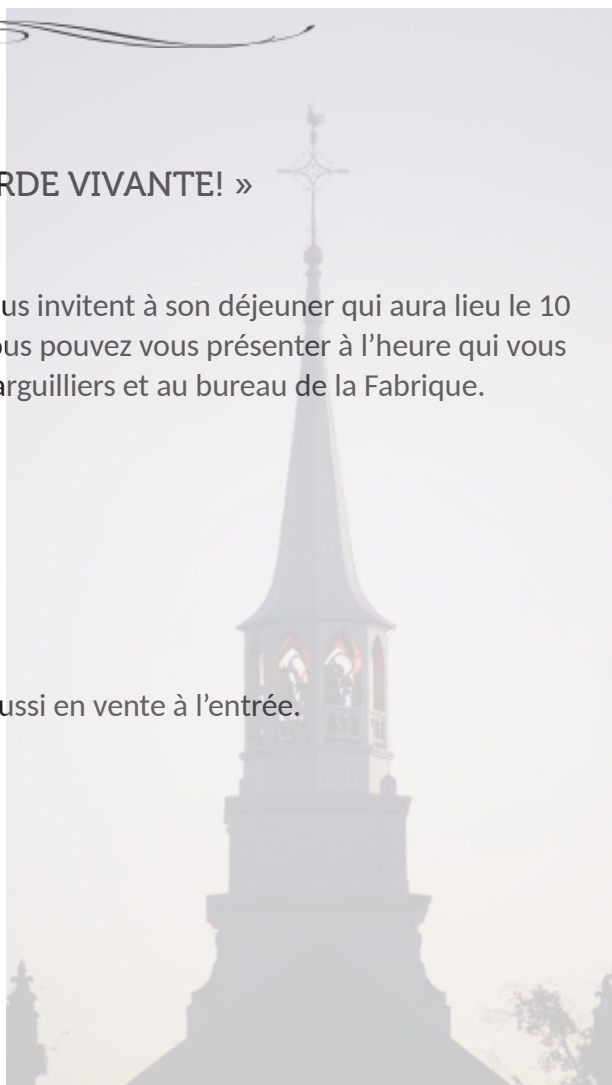 RDE VIVANTE! »
us invitent à son déjeuner qui aura lieu le 10
us pouvez vous présenter à l’heure qui vous
arguilliers et au bureau de la Fabrique.
ussi en vente à l’entrée.